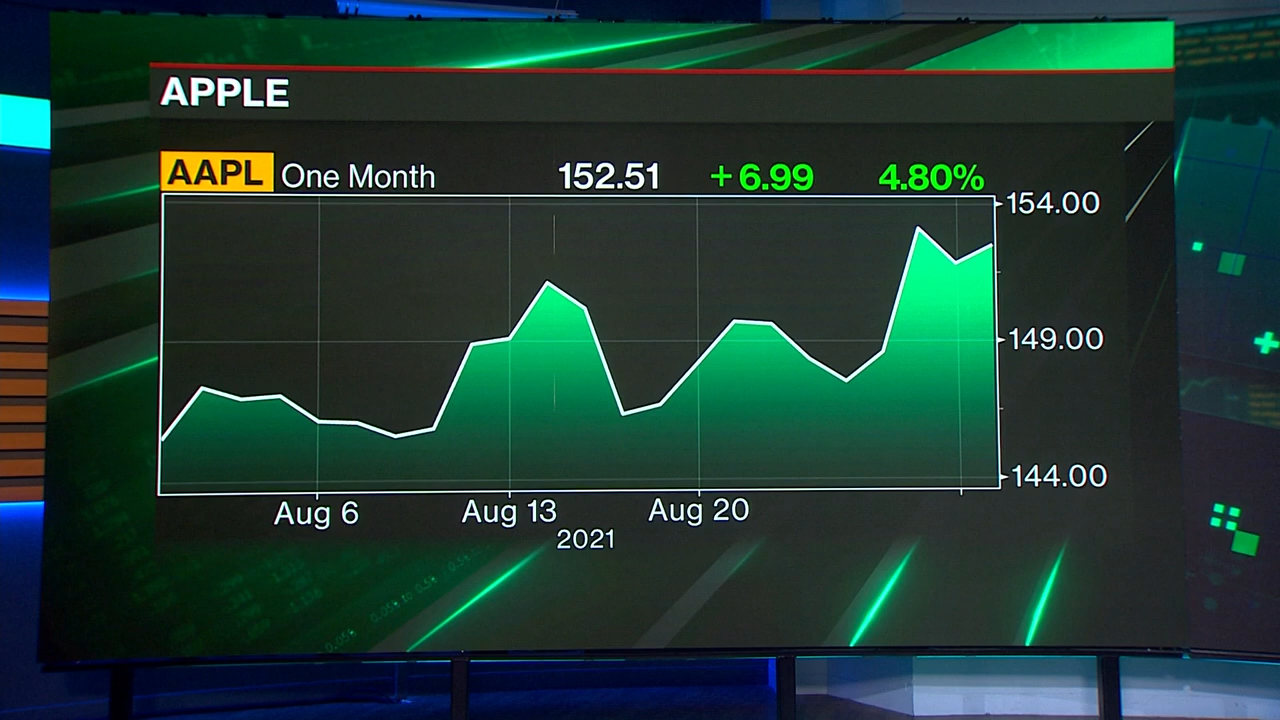 APPLE
AAPL One Month 152.51 +6.99 4.80%
154.00
149.00
144.00
Aug 6 Aug 13 Aug 20
2021